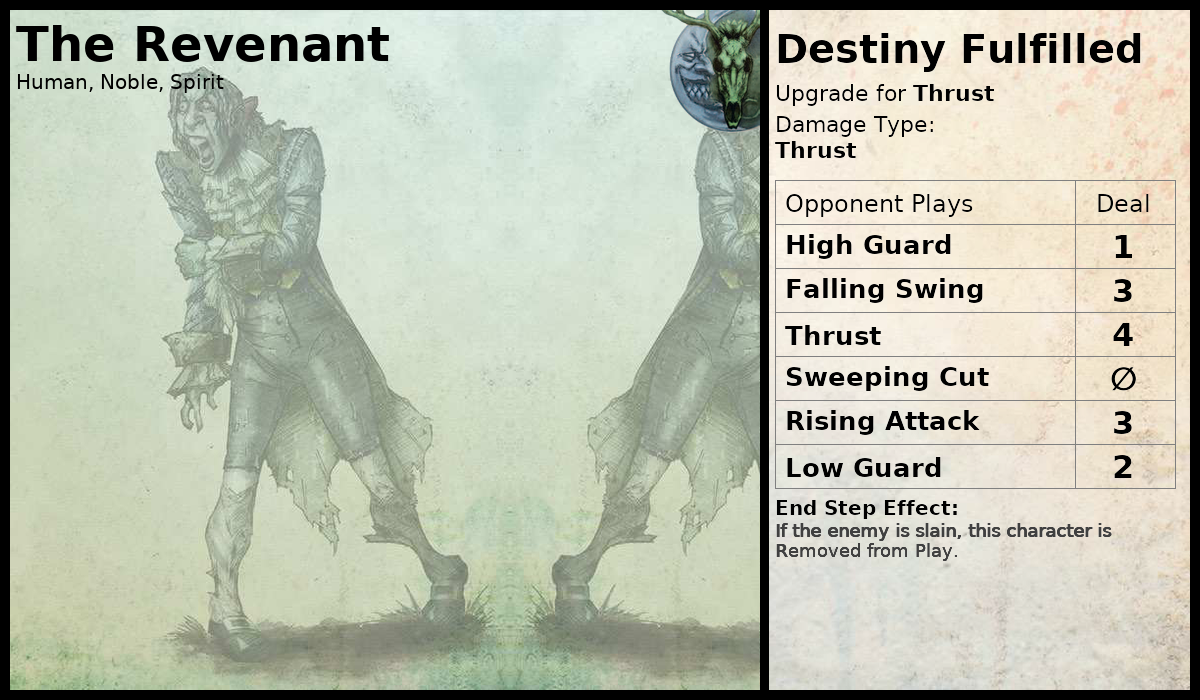 The Revenant
Human, Noble, Spirit
Destiny Fulfilled
Upgrade for Thrust
Damage Type:
Thrust
Opponent Plays Deal
High Guard 1
Falling Swing 3
Thrust 4
Sweeping Cut ∅
Rising Attack 3
Low Guard 2
End Step Effect:
If the enemy is slain, this character is
Removed from Play.